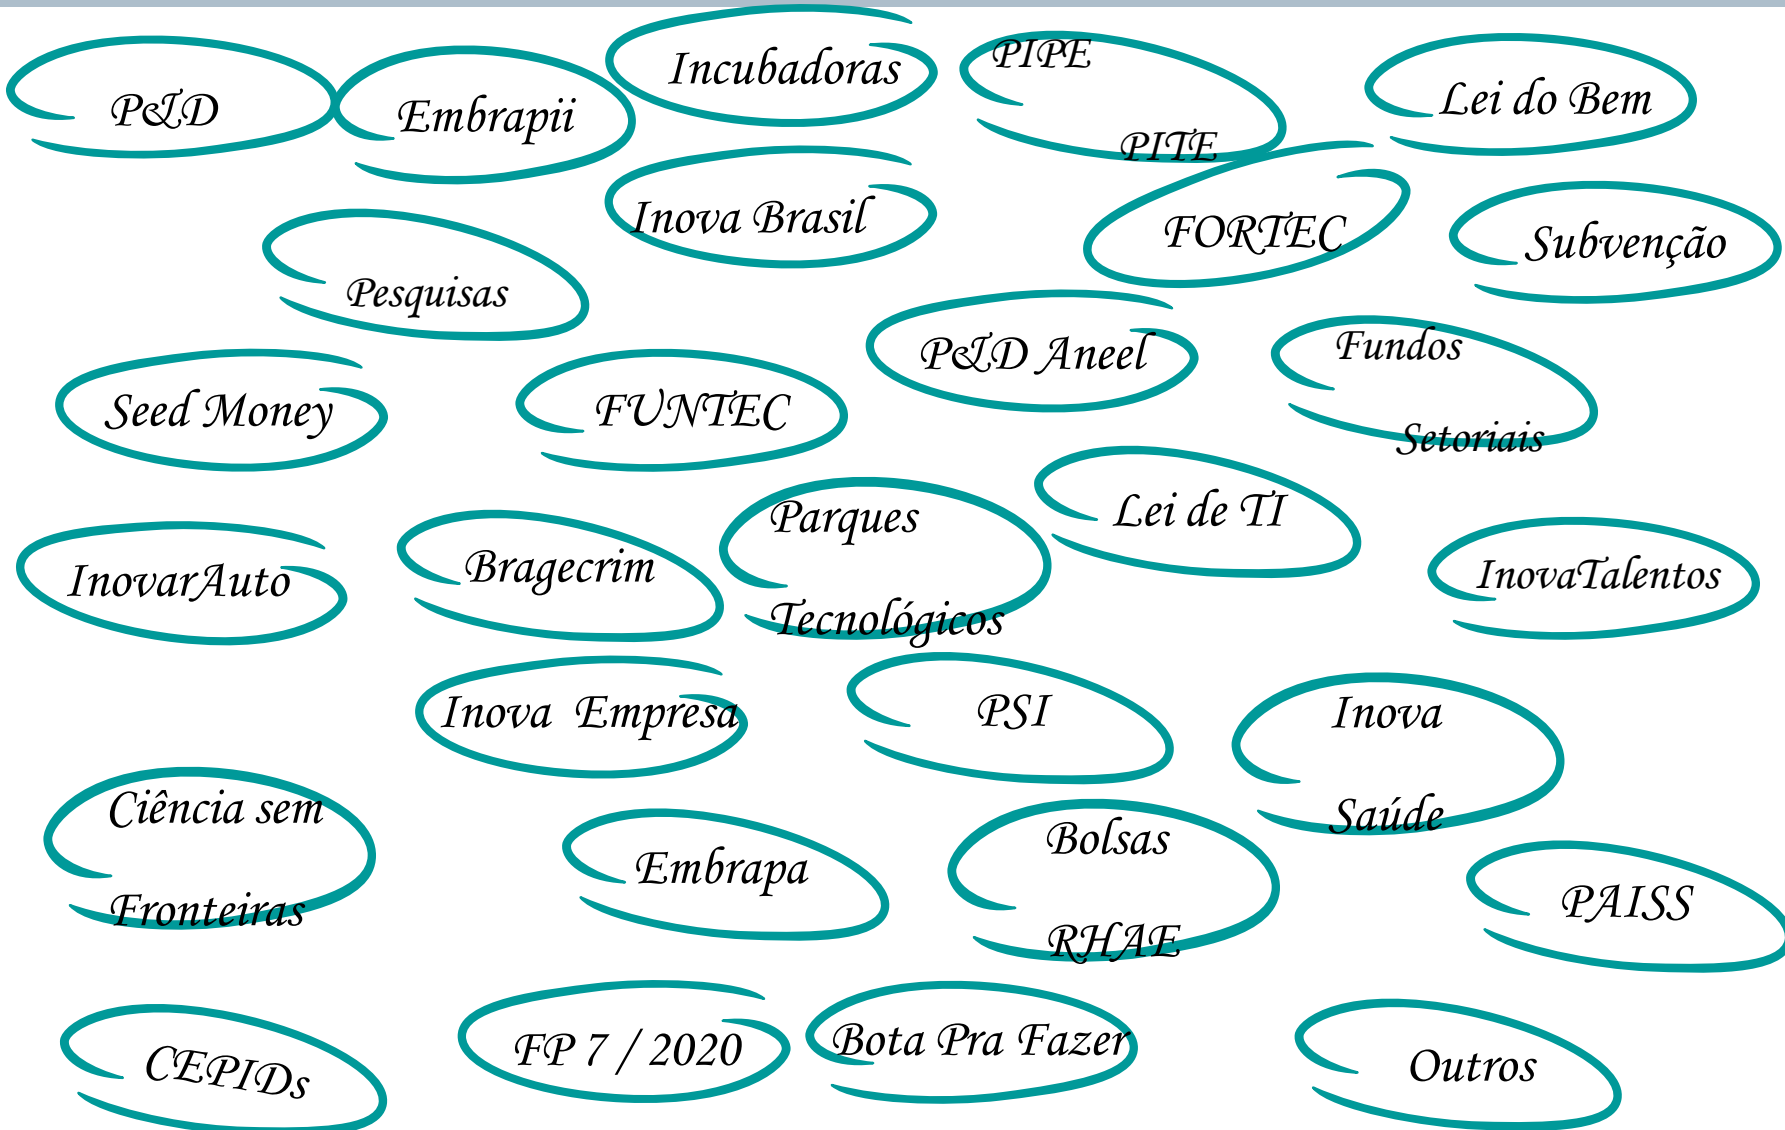 Incubadoras
PIPE
PITE
P&D
Embrapii
Lei do Bem
Inova Brasil
FORTEC
Subvenção
Pesquisas
P&D Aneel
Fundos
Setoriais
Seed Money
FUNTEC
Lei de TI
Parques
Tecnológicos
InovarAuto
Bragecrim
InovaTalentos
Inova  Empresa
PSI
Inova
Saúde
Ciência sem
Fronteiras
Embrapa
Bolsas
RHAE
PAISS
CEPIDs
FP 7 / 2020
Bota Pra Fazer
Outros